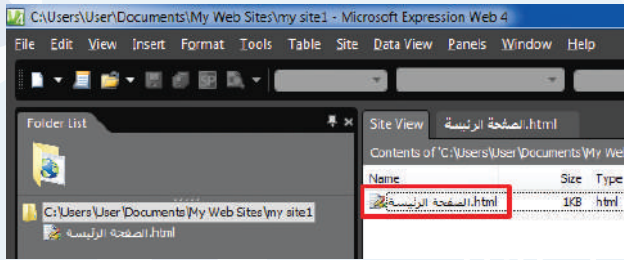 C:\Users\User\Documents\My Web Sites\my site1 - Microsoft Expression Web 4
File Edit View Insert Format Tools Table Site Data View Panels Window Help
Folder List
Site View الصفحة الرئيسة.html
Contents of 'C:\Users\User\Documents\My We
Name Size Type
الصفحة الرئيسة.html 1KB html
C:\Users\User\Documents\My Web Sites\my site1
الصفحة الرئيسة.html